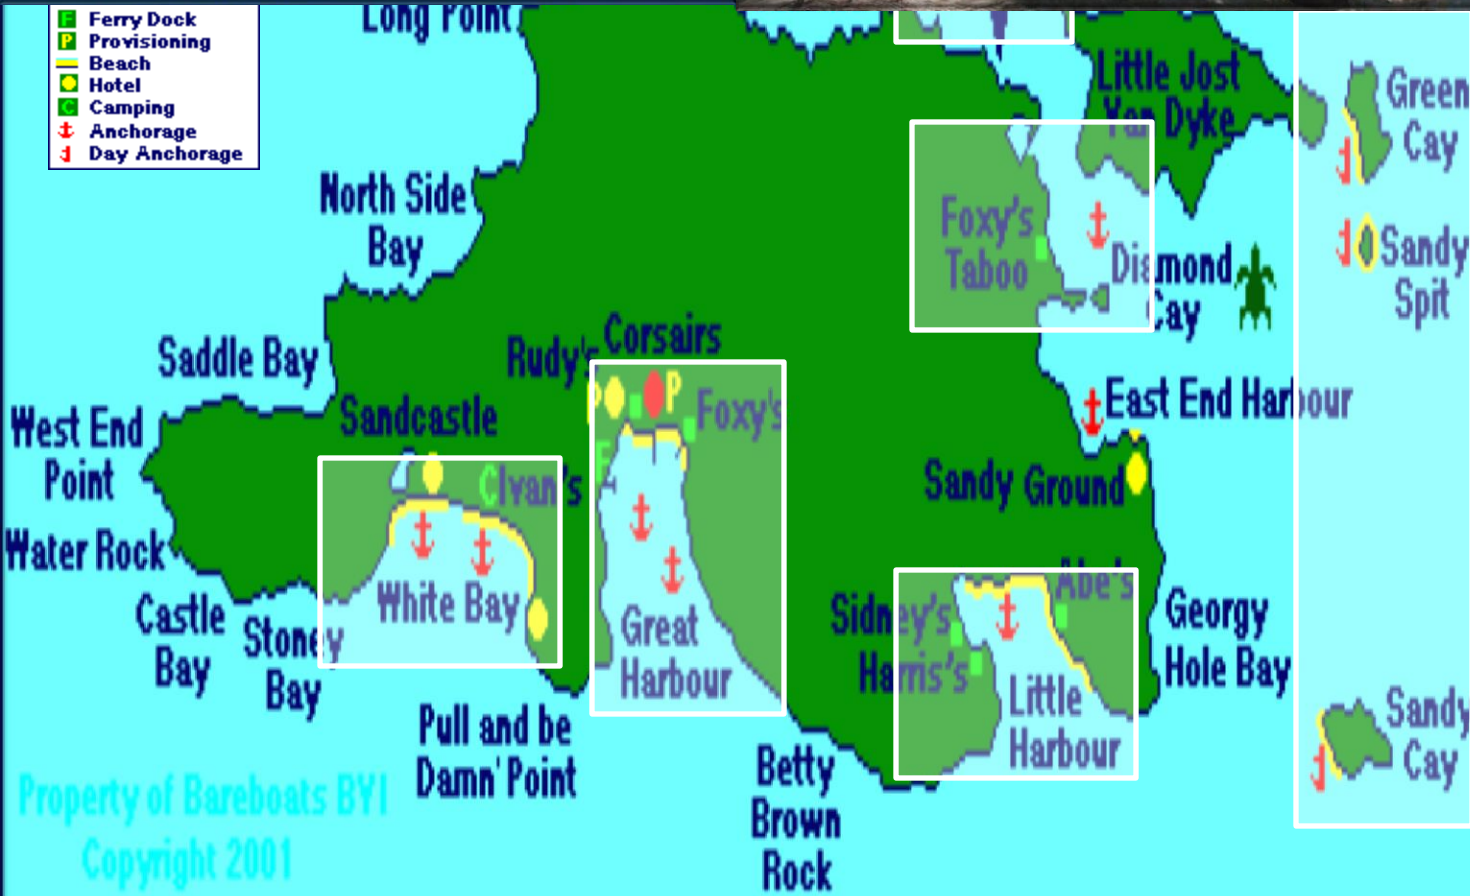 F Ferry Dock
P Provisioning
Beach
Hotel
C Camping
Anchorage
Day Anchorage
Long Point
Little Jost
Van Dyke
Green
Cay
North Side
Bay
Foxy's
Taboo
Diamond
Cay
Sandy
Spit
Saddle Bay
Rudy's
Corsairs
P
P
Foxy's
East End Harbour
West End
Point
Sandcastle
C
Ivan's
F
Sandy Ground
Water Rock
White Bay
Castle
Bay
Stoney
Bay
Great
Harbour
Sidney's
Harris's
Abe's
Little
Harbour
Georgy
Hole Bay
Sandy
Cay
Pull and be
Damn' Point
Betty
Brown
Rock
Property of Bareboats BVI
Copyright 2001